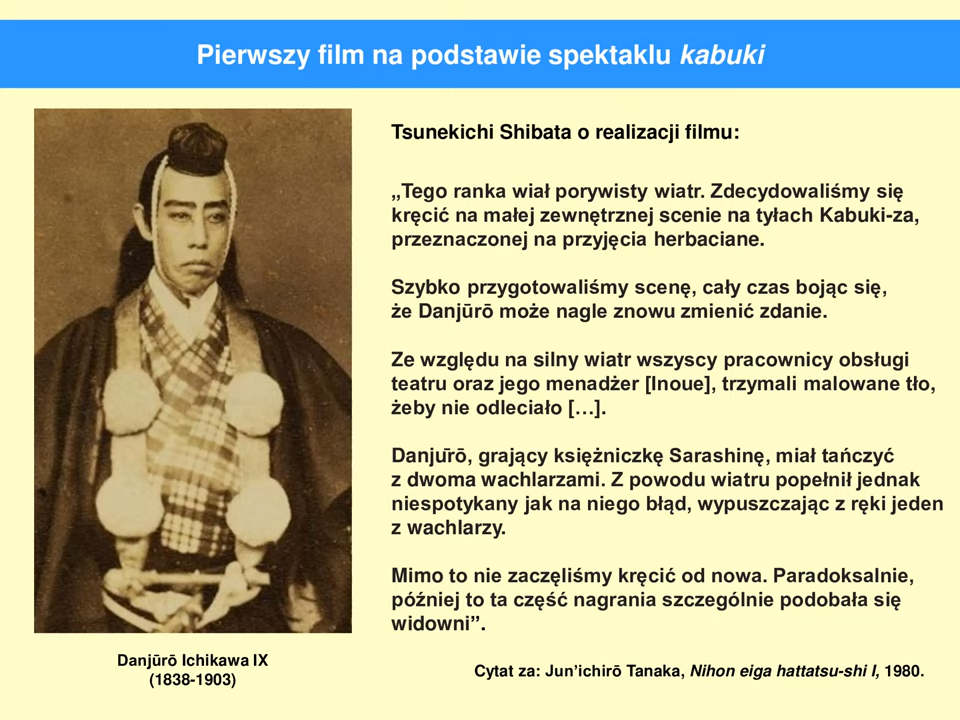 Pierwszy film na podstawie spektaklu kabuki
Tsunekichi Shibata o realizacji filmu:
„Tego ranka wiał porywisty wiatr. Zdecydowaliśmy się
kręcić na małej zewnętrznej scenie na tyłach Kabuki-za,
przeznaczonej na przyjęcia herbaciane.
Szybko przygotowaliśmy scenę, cały czas bojąc się,
że Danjūrō może nagle znowu zmienić zdanie.
Ze względu na silny wiatr wszyscy pracownicy obsługi
teatru oraz jego menadżer [Inoue], trzymali malowane tło,
żeby nie odleciało […].
Danjūrō, grający księżniczkę Sarashinę, miał tańczyć
z dwoma wachlarzami. Z powodu wiatru popełnił jednak
niespotykany jak na niego błąd, wypuszczając z ręki jeden
z wachlarzy.
Mimo to nie zaczęliśmy kręcić od nowa. Paradoksalnie,
później to ta część nagrania szczególnie podobała się
widowni”.
Danjūrō Ichikawa IX
(1838-1903)
Cytat za: Jun’ichirō Tanaka, Nihon eiga hattatsu-shi I, 1980.